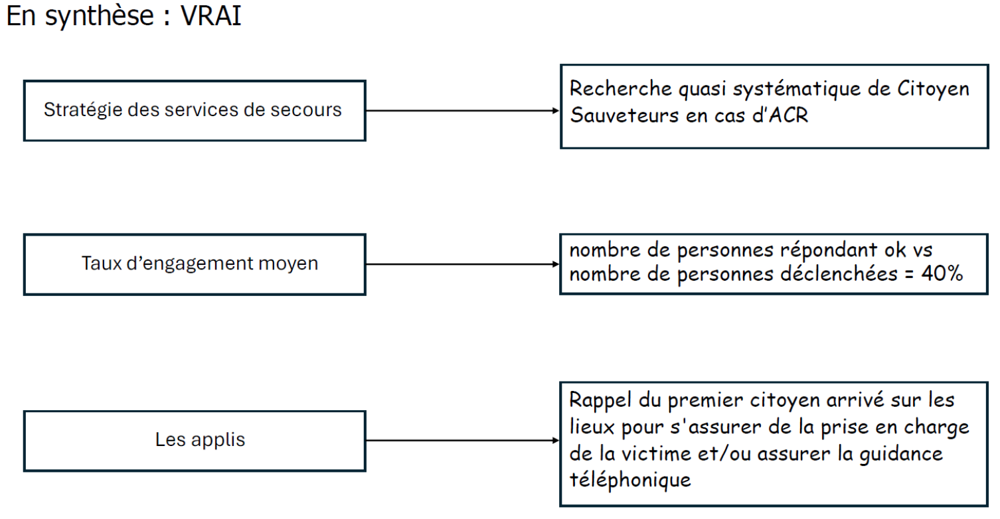 En synthèse : VRAI
Stratégie des services de secours
Recherche quasi systématique de Citoyen
Sauveteurs en cas d’ACR
Taux d’engagement moyen
nombre de personnes répondant ok vs
nombre de personnes déclenchées = 40%
Les applis
Rappel du premier citoyen arrivé sur les
lieux pour s'assurer de la prise en charge
de la victime et/ou assurer la guidance
téléphonique